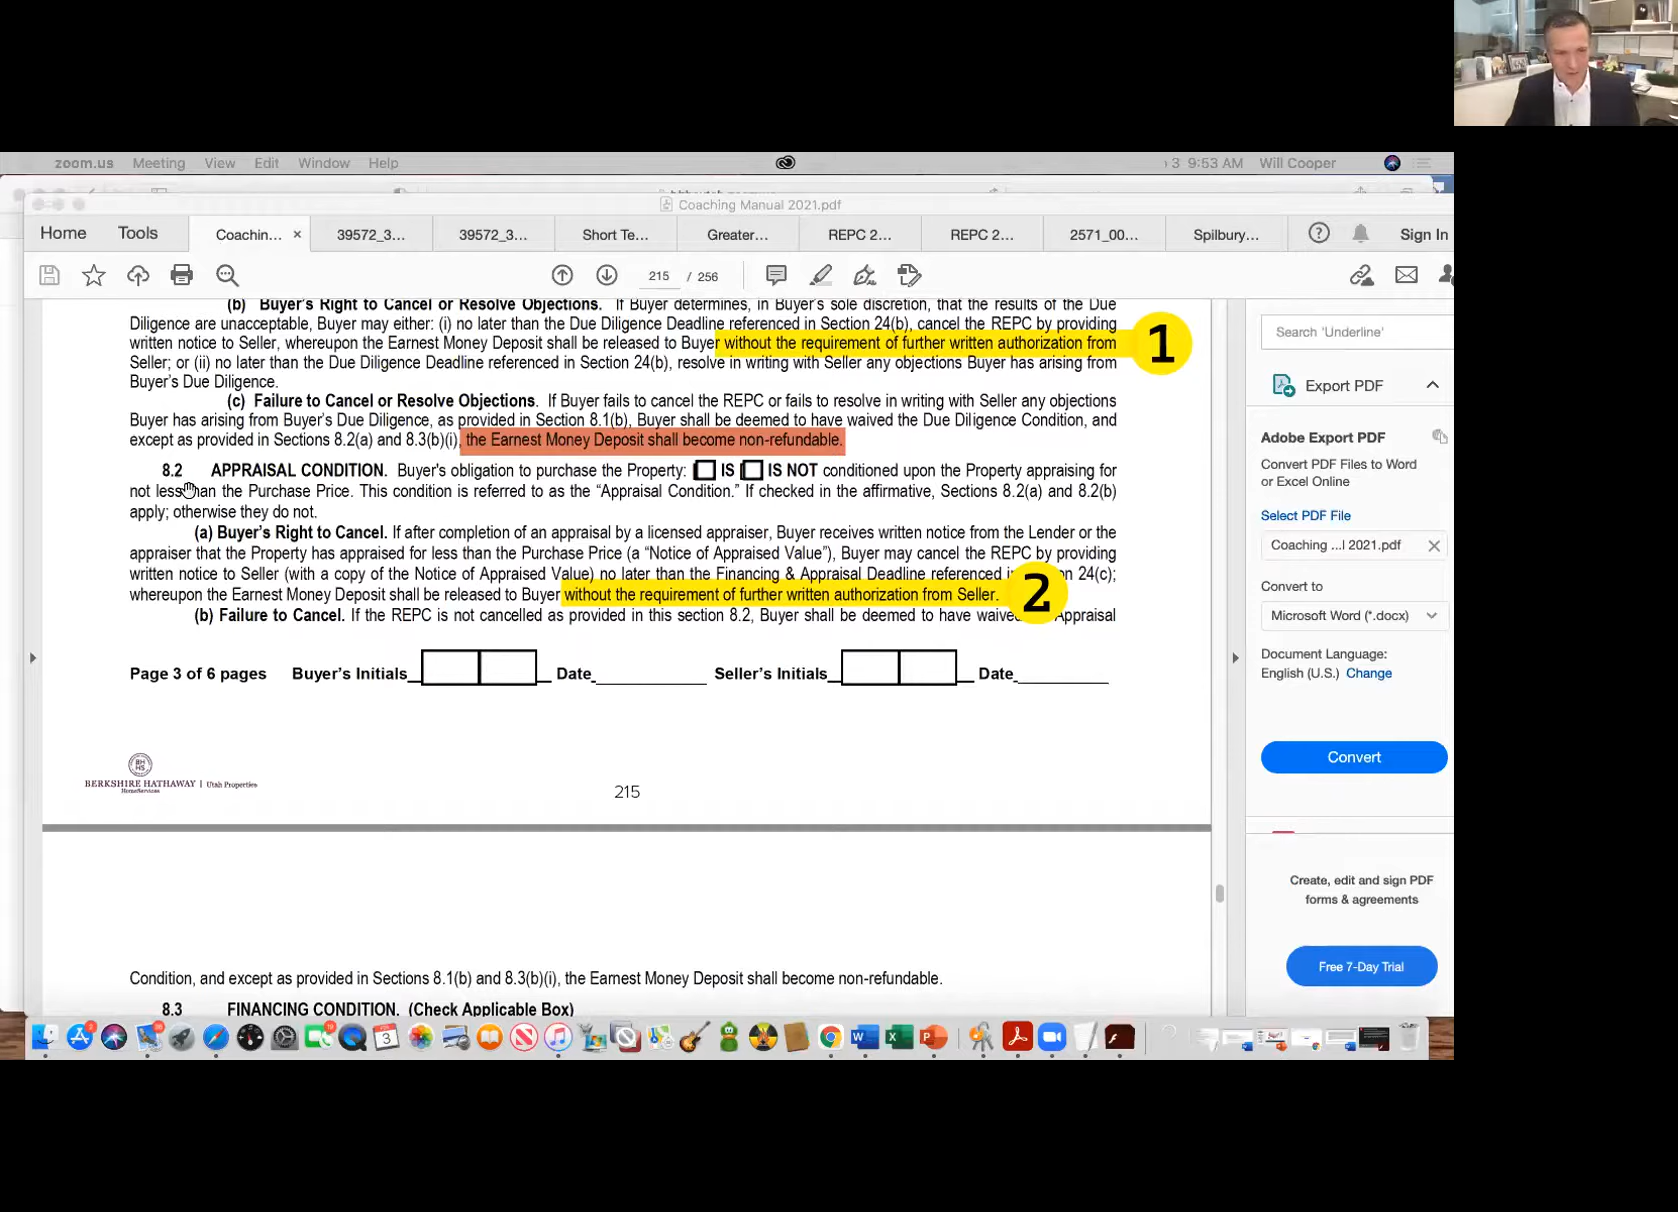 zoom.us Meeting View Edit Window Help 3 9:53 AM Will Cooper
Coaching Manual 2021.pdf
Home Tools Coachin... × 39572_3... 39572_3... Short Te... Greater... REPC 2... REPC 2... 2571_00... Spilbury... Sign In
215 / 256
(b) Buyer's Right to Cancel or Resolve Objections. If Buyer determines, in Buyer's sole discretion, that the results of the Due
Diligence are unacceptable, Buyer may either: (i) no later than the Due Diligence Deadline referenced in Section 24(b), cancel the REPC by providing
written notice to Seller, whereupon the Earnest Money Deposit shall be released to Buyer without the requirement of further written authorization from 1
Seller; or (ii) no later than the Due Diligence Deadline referenced in Section 24(b), resolve in writing with Seller any objections Buyer has arising from
Buyer's Due Diligence.
(c) Failure to Cancel or Resolve Objections. If Buyer fails to cancel the REPC or fails to resolve in writing with Seller any objections
Buyer has arising from Buyer's Due Diligence, as provided in Section 8.1(b), Buyer shall be deemed to have waived the Due Diligence Condition, and
except as provided in Sections 8.2(a) and 8.3(b)(i), the Earnest Money Deposit shall become non-refundable.
8.2 APPRAISAL CONDITION. Buyer's obligation to purchase the Property: [ ] IS [ ] IS NOT conditioned upon the Property appraising for
not less than the Purchase Price. This condition is referred to as the “Appraisal Condition.” If checked in the affirmative, Sections 8.2(a) and 8.2(b)
apply; otherwise they do not.
(a) Buyer's Right to Cancel. If after completion of an appraisal by a licensed appraiser, Buyer receives written notice from the Lender or the
appraiser that the Property has appraised for less than the Purchase Price (a “Notice of Appraised Value”), Buyer may cancel the REPC by providing
written notice to Seller (with a copy of the Notice of Appraised Value) no later than the Financing & Appraisal Deadline referenced 24(c);
whereupon the Earnest Money Deposit shall be released to Buyer without the requirement of further written authorization from Seller. 2
(b) Failure to Cancel. If the REPC is not cancelled as provided in this section 8.2, Buyer shall be deemed to have Appraisal
Page 3 of 6 pages Buyer's Initials Date Seller's Initials Date
BH
HS
BERKSHIRE HATHAWAY | Utah Properties
HomeServices
215
Condition, and except as provided in Sections 8.1(b) and 8.3(b)(i), the Earnest Money Deposit shall become non-refundable.
8.3 FINANCING CONDITION. (Check Applicable Box)
Search 'Underline'
Export PDF
Adobe Export PDF
Convert PDF Files to Word
or Excel Online
Select PDF File
Coaching ...l 2021.pdf
Convert to
Microsoft Word (*.docx)
Document Language:
English (U.S.) Change
Convert
Create, edit and sign PDF
forms & agreements
Free 7-Day Trial